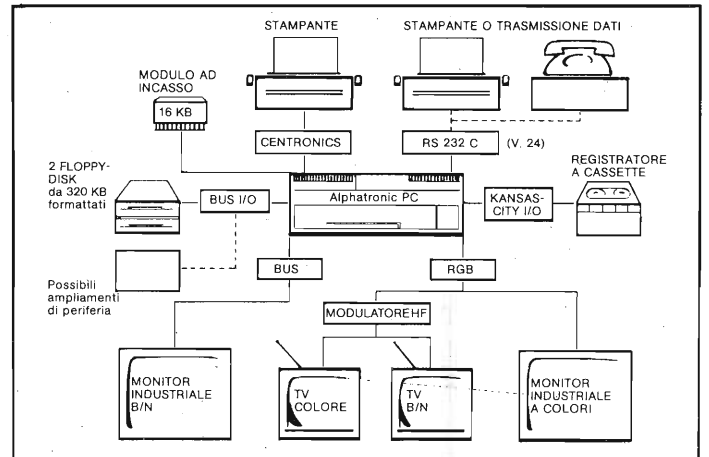 STAMPANTE
STAMPANTE O TRASMISSIONE DATI
MODULO AD
INCASSO
16 KB
CENTRONICS
RS 232 C
(V. 24)
2 FLOPPY-
DISK
da 320 KB
formattati
BUS I/O
Alphatronic PC
KANSAS-
CITY I/O
REGISTRATORE
A CASSETTE
Possibili
ampliamenti
di periferia
BUS
RGB
MODULATOREHF
MONITOR
INDUSTRIALE
B/N
TV
COLORE
TV
B/N
MONITOR
INDUSTRIALE
A COLORI